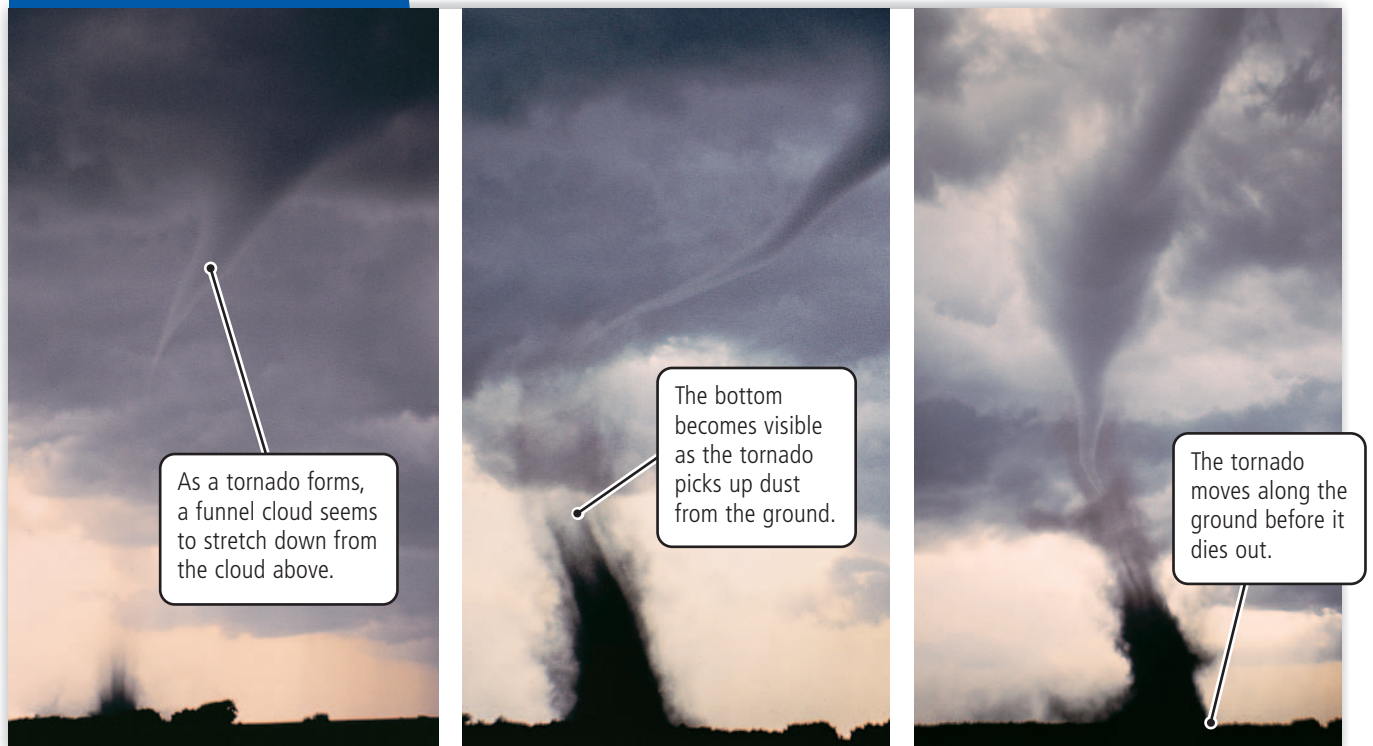 As a tornado forms,
a funnel cloud seems
to stretch down from
the cloud above.
The bottom
becomes visible
as the tornado
picks up dust
from the ground.
The tornado
moves along the
ground before it
dies out.